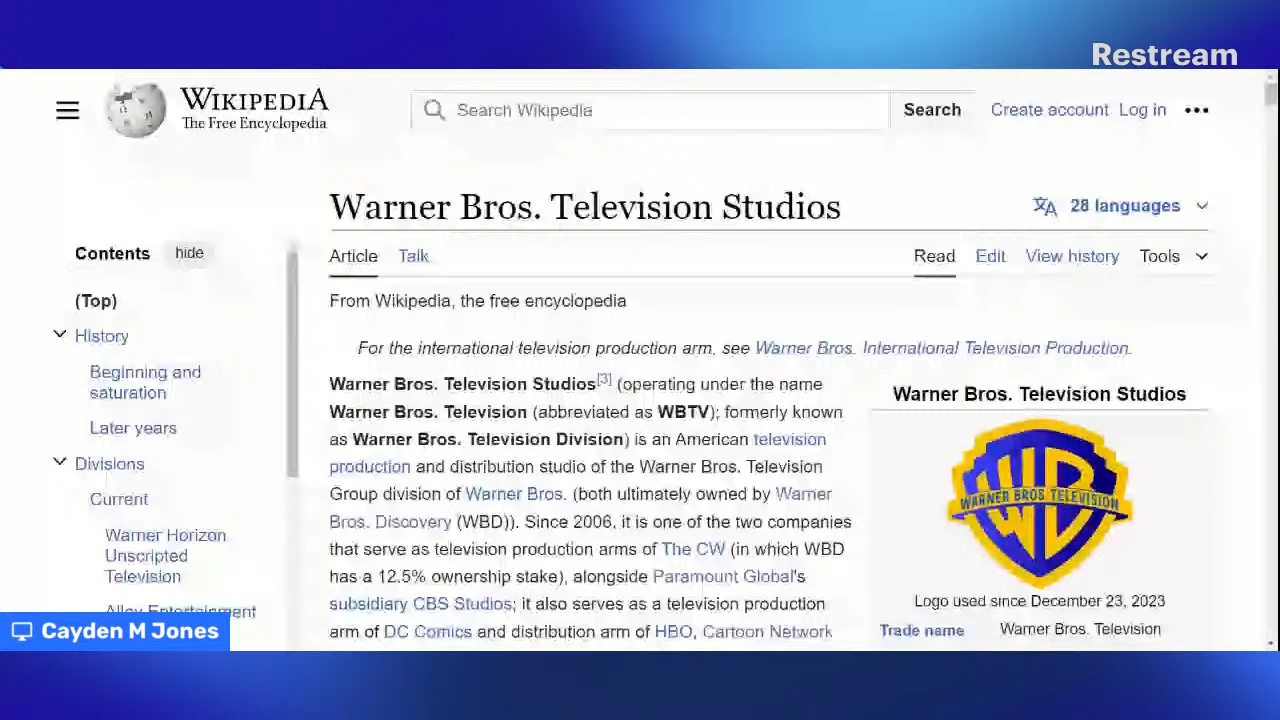 Restream
WIKIPEDIA
The Free Encyclopedia
Search Wikipedia
Search
Create account Log in
Warner Bros. Television Studios
28 languages
Contents hide
Article Talk
Read Edit View history Tools
(Top)
History
Beginning and
saturation
Later years
Divisions
Current
Warner Horizon
Unscripted
Television
Alloy Entertainment
From Wikipedia, the free encyclopedia
For the international television production arm, see Warner Bros. International Television Production.
Warner Bros. Television Studios[3] (operating under the name
Warner Bros. Television (abbreviated as WBTV); formerly known
as Warner Bros. Television Division) is an American television
production and distribution studio of the Warner Bros. Television
Group division of Warner Bros. (both ultimately owned by Warner
Bros. Discovery (WBD)). Since 2006, it is one of the two companies
that serve as television production arms of The CW (in which WBD
has a 12.5% ownership stake), alongside Paramount Global's
subsidiary CBS Studios; it also serves as a television production
arm of DC Comics and distribution arm of HBO, Cartoon Network
Warner Bros. Television Studios
WARNER BROS TELEVISION
Logo used since December 23, 2023
Trade name Warner Bros. Television
Cayden M Jones